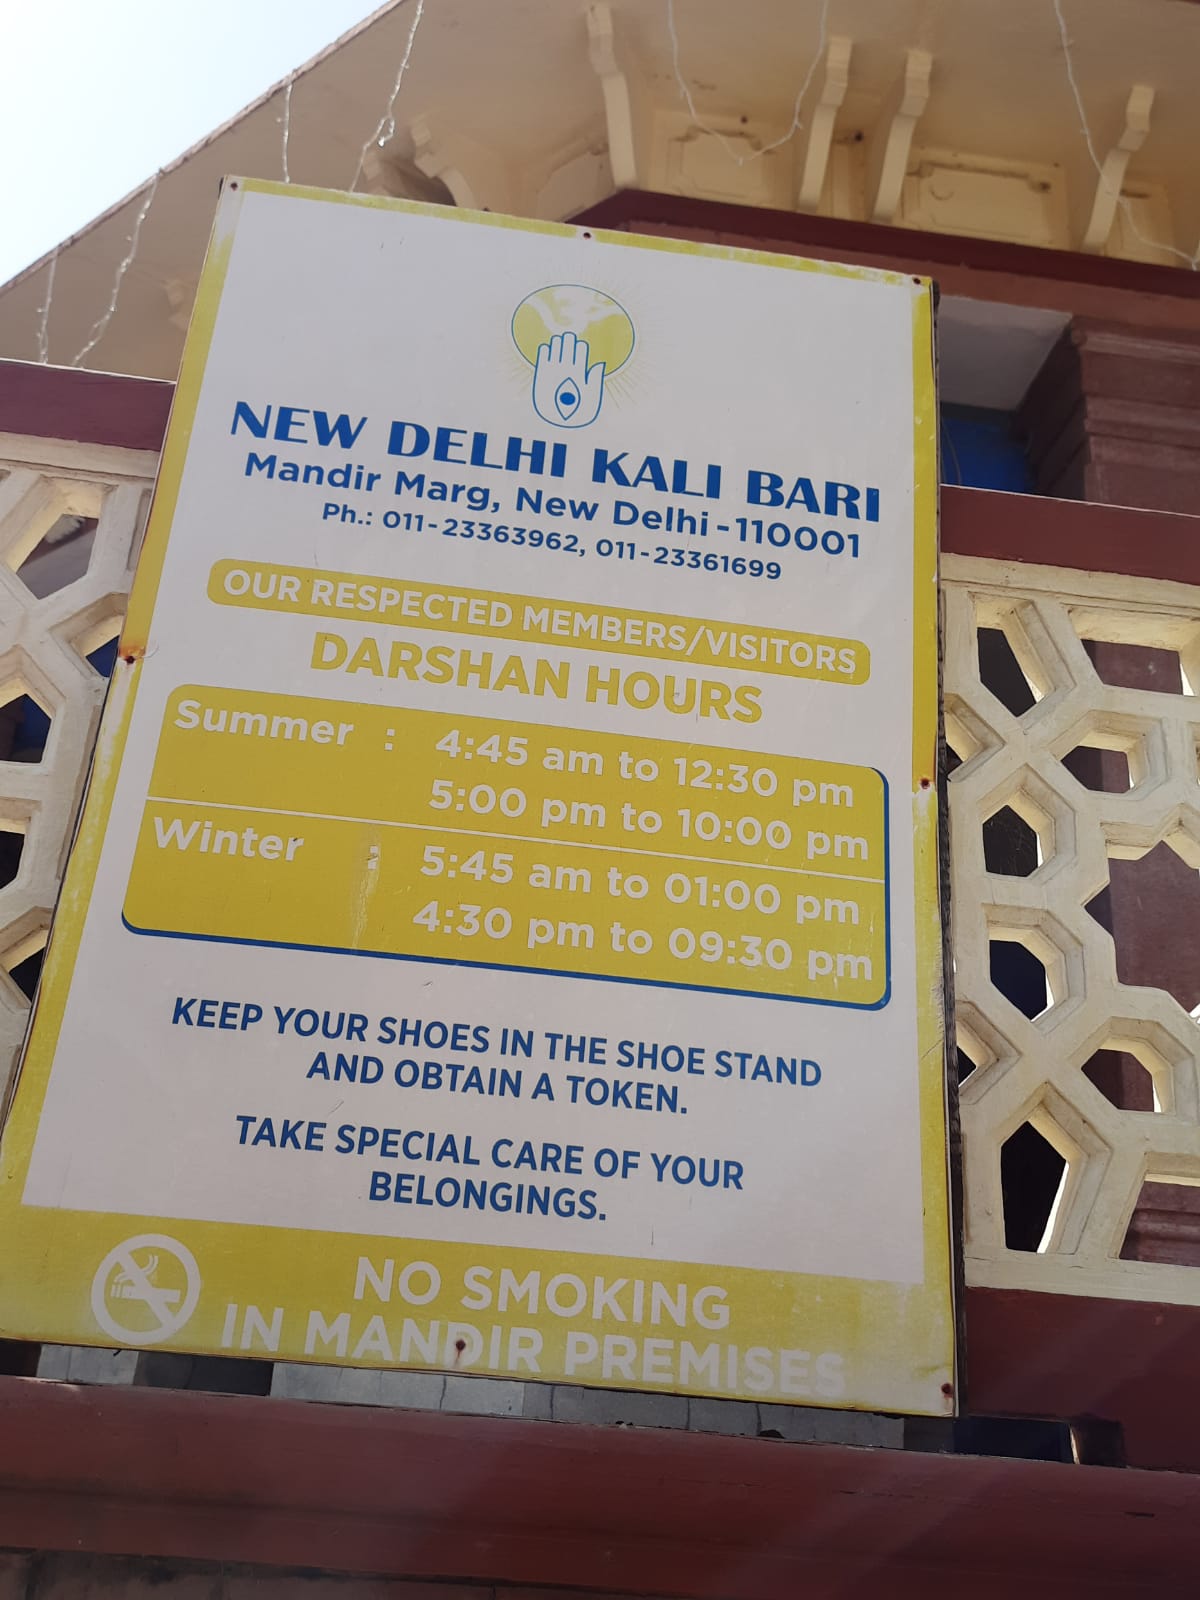 NEW DELHI KALI BARI
Mandir Marg, New Delhi-110001
Ph.: 011-23363962, 011-23361699
OUR RESPECTED MEMBERS/VISITORS
DARSHAN HOURS
Summer : 4:45 am to 12:30 pm
5:00 pm to 10:00 pm
Winter : 5:45 am to 01:00 pm
4:30 pm to 09:30 pm
KEEP YOUR SHOES IN THE SHOE STAND
AND OBTAIN A TOKEN.
TAKE SPECIAL CARE OF YOUR
BELONGINGS.
NO SMOKING
IN MANDIR PREMISES